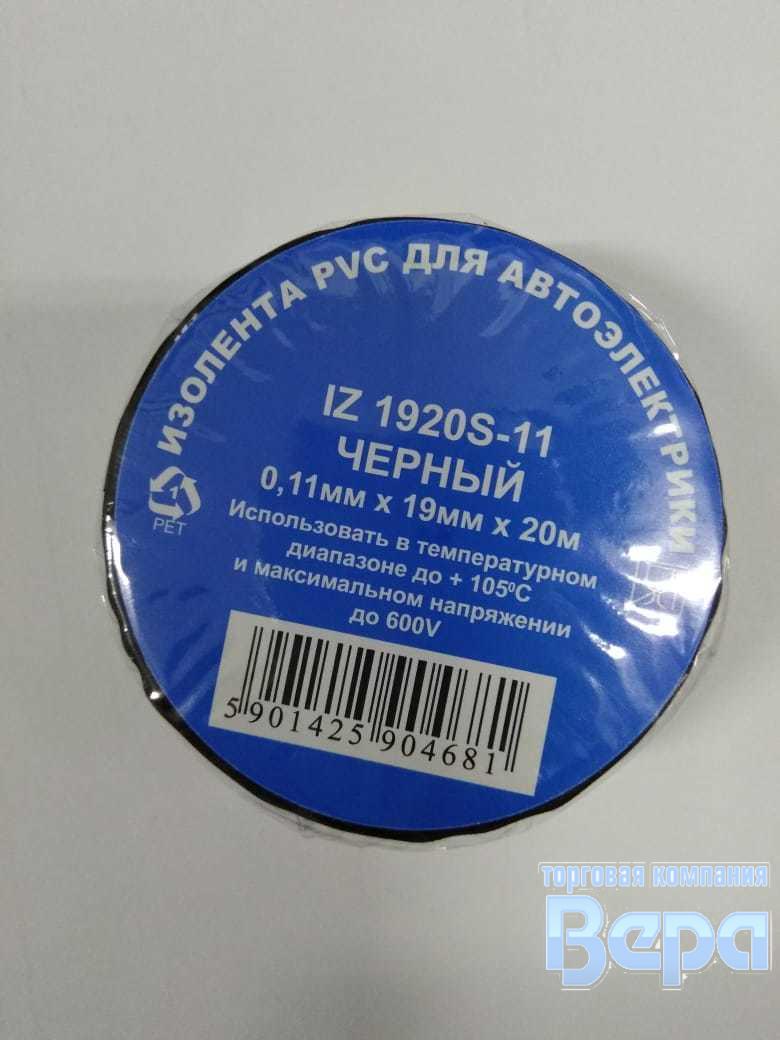 ИЗОЛЕНТА PVC ДЛЯ АВТОЭЛЕКТРИКИ
IZ 1920S-11
ЧЕРНЫЙ
0,11мм х 19мм х 20м
Использовать в температурном
диапазоне до + 105⁰С
и максимальном напряжении
до 600V
1
PET
5 901425 904681
торговая компания
Вера